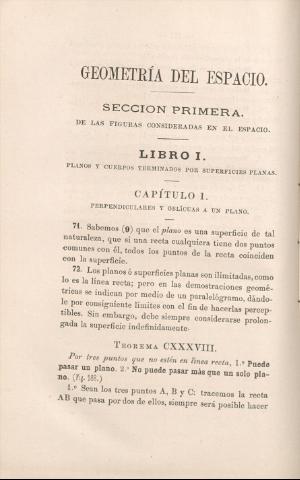 GEOMETRÍA DEL ESPACIO.
SECCION PRIMERA.
DE LAS FIGURAS CONSIDERADAS EN EL ESPACIO.
LIBRO I.
PLANOS Y CUERPOS TERMINADOS POR SUPERFICIES PLANAS.
CAPÍTULO I.
PERPENDICULARES Y OBLÍCUAS A UN PLANO.
71. Sabemos (9) que el plano es una superficie de tal
naturaleza, que si una recta cualquiera tiene dos puntos
comunes con él, todos los puntos de la recta coinciden
con la superficie.
72. Los planos ó superficies planas son ilimitadas, como
lo es la línea recta; pero en las demostraciones geomé-
tricas se indican por medio de un paralelógramo, dándo-
le por consiguiente límites con el fin de hacerlas percep-
tibles. Sin embargo, debe siempre considerarse prolon-
gada la superficie indefinidamente.
TEOREMA CXXXVIII.
Por tres puntos que no estén en línea recta, 1.º Puede
pasar un plano. 2.º No puede pasar más que un solo pla-
no. (Fig. 168.)
1.º Sean los tres puntos A, B y C: tracemos la recta
AB que pasa por dos de ellos, siempre será posible hacer